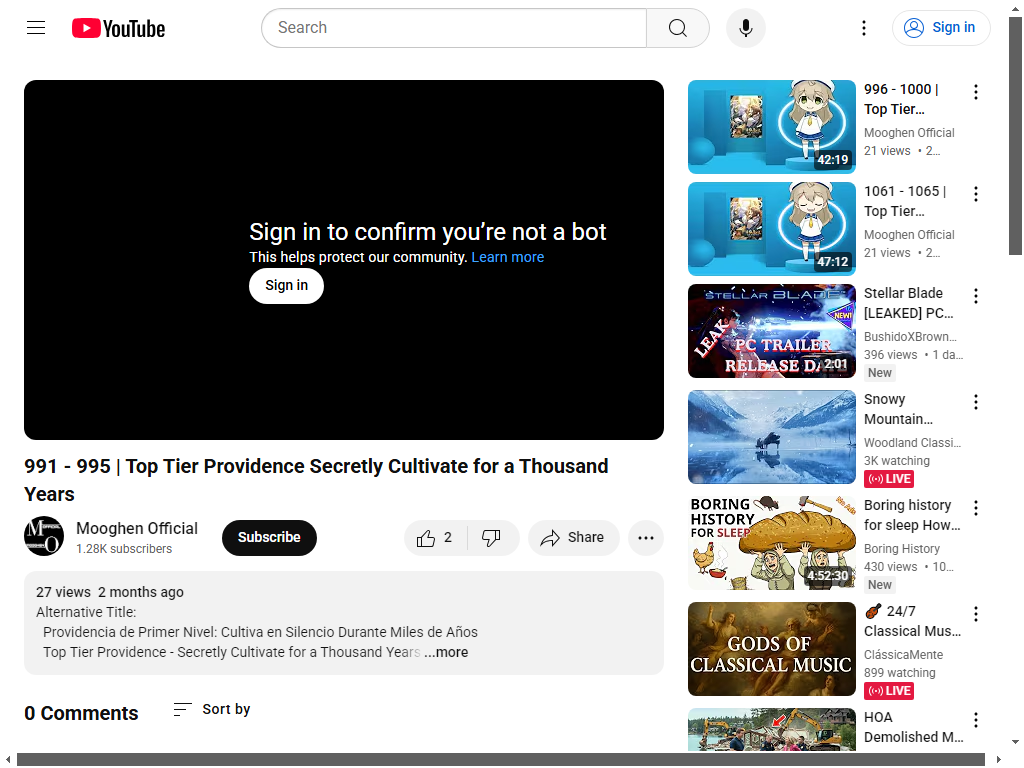 YouTube
Search
Sign in
Sign in to confirm you’re not a bot
This helps protect our community. Learn more
Sign in
991 - 995 | Top Tier Providence Secretly Cultivate for a Thousand
Years
Mooghen Official
1.28K subscribers
Subscribe
2
Share
27 views 2 months ago
Alternative Title:
Providencia de Primer Nivel: Cultiva en Silencio Durante Miles de Años
Top Tier Providence - Secretly Cultivate for a Thousand Years ...more
0 Comments
Sort by
42:19
996 - 1000 |
Top Tier…
Mooghen Official
21 views • 2…
47:12
1061 - 1065 |
Top Tier…
Mooghen Official
21 views • 2…
STELLAR BLADE
NEW!
LEAK
PC TRAILER
RELEASE DA
2:01
Stellar Blade
[LEAKED] PC…
BushidoXBrown…
396 views • 1 da…
New
Snowy
Mountain…
Woodland Classi…
3K watching
LIVE
BORING
HISTORY
FOR SLEEP
No Ads
4:52:30
Boring history
for sleep How…
Boring History
430 views • 10…
New
GODS OF
CLASSICAL MUSIC
24/7
Classical Mus…
ClássicaMente
899 watching
LIVE
HOA
Demolished M…